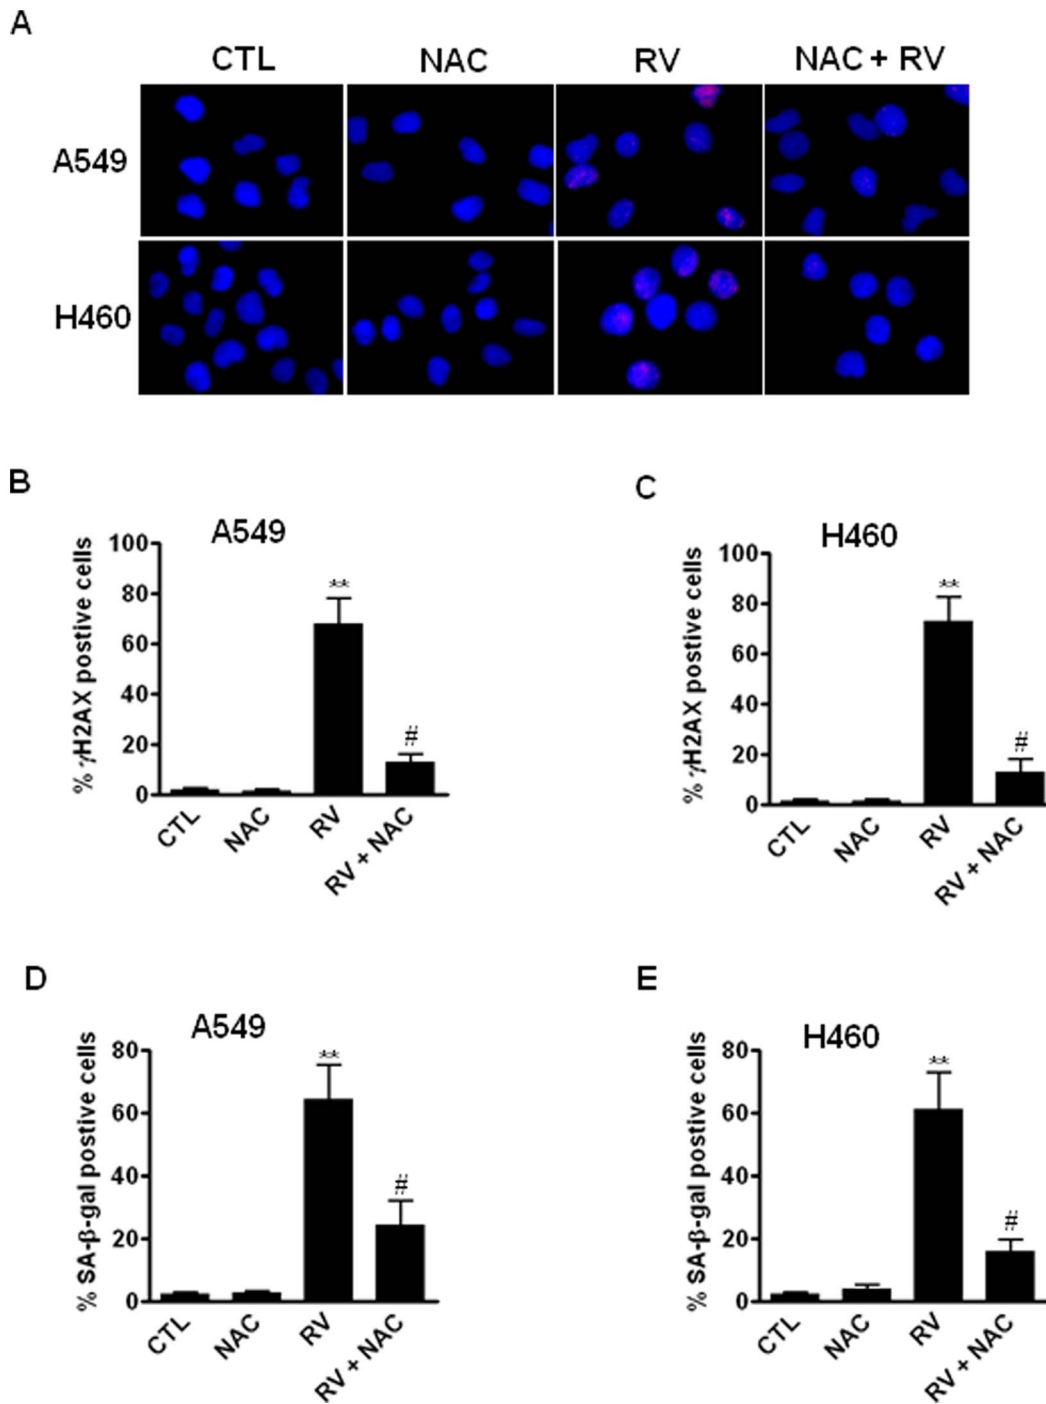 A
CTL NAC RV NAC + RV
A549
H460
B
A549
% γH2AX postive cells
100
80
60
40
20
0
**
#
CTL NAC RV RV + NAC
C
H460
% γH2AX postive cells
100
80
60
40
20
0
**
#
CTL NAC RV RV + NAC
D
A549
% SA-β-gal postive cells
80
60
40
20
0
**
#
CTL NAC RV RV + NAC
E
H460
% SA-β-gal postive cells
80
60
40
20
0
**
#
CTL NAC RV RV + NAC